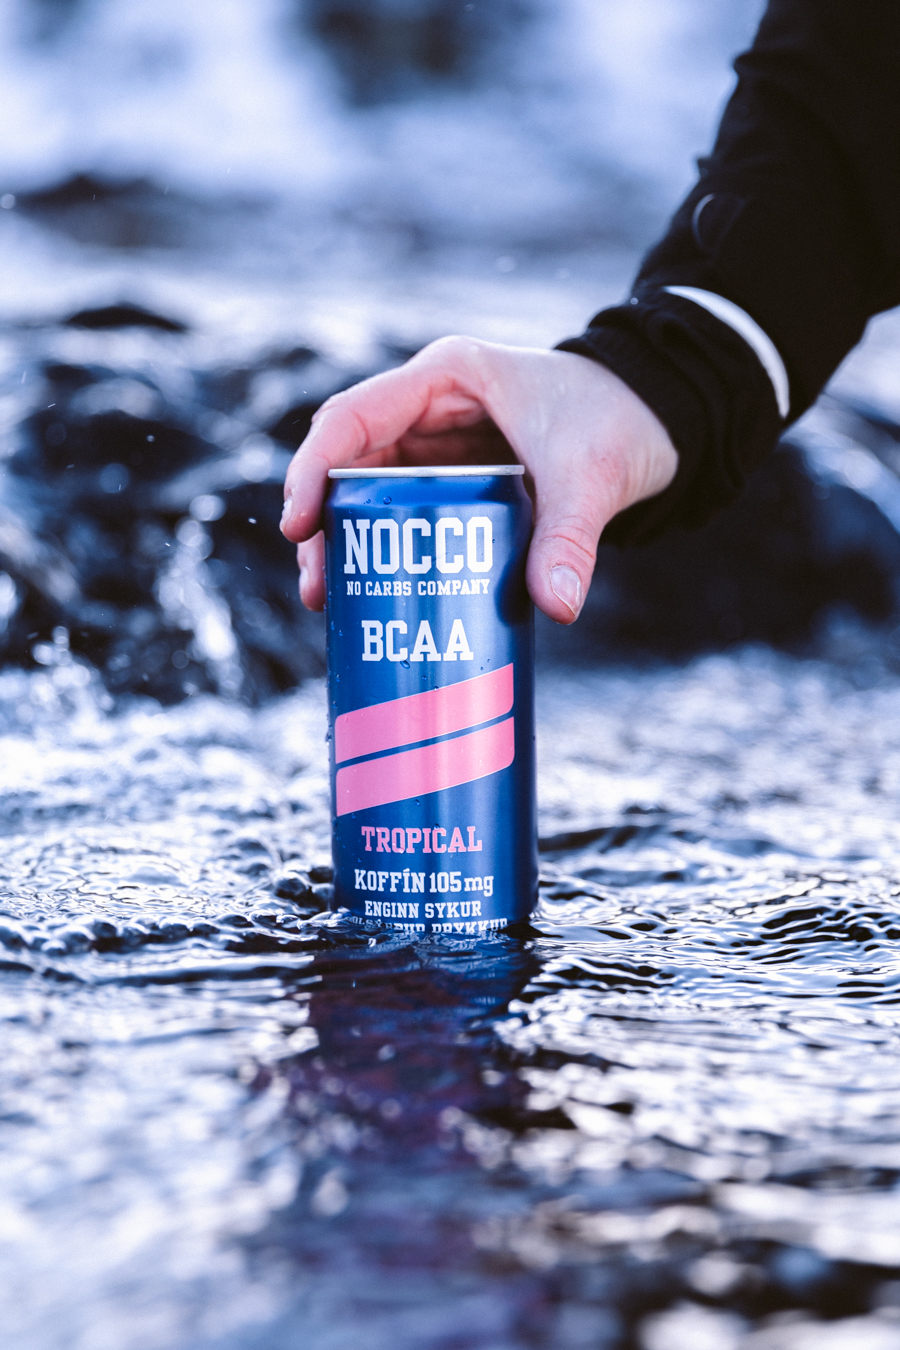 NOCCO
NO CARBS COMPANY
BCAA
TROPICAL
KOFFÍN 105mg
ENGINN SYKUR